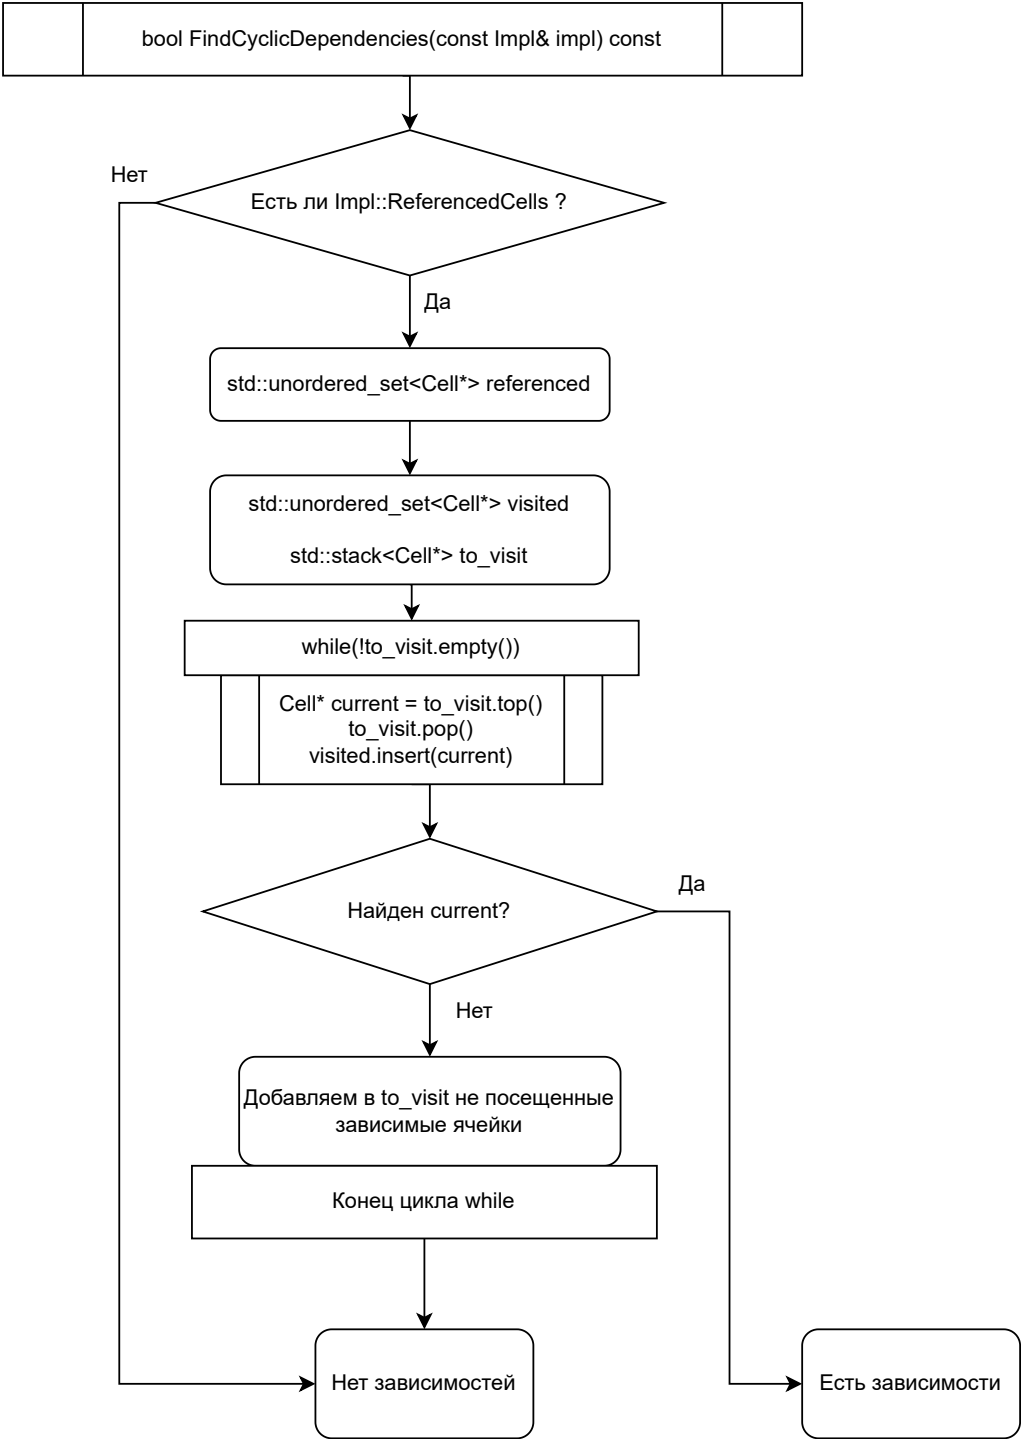 bool FindCyclicDependencies(const Impl& impl) const
Нет
Есть ли Impl::ReferencedCells ?
Да
std::unordered_set<Cell*> referenced
std::unordered_set<Cell*> visited
std::stack<Cell*> to_visit
while(!to_visit.empty())
Cell* current = to_visit.top()
to_visit.pop()
visited.insert(current)
Да
Найден current?
Нет
Добавляем в to_visit не посещенные
зависимые ячейки
Конец цикла while
Нет зависимостей
Есть зависимости